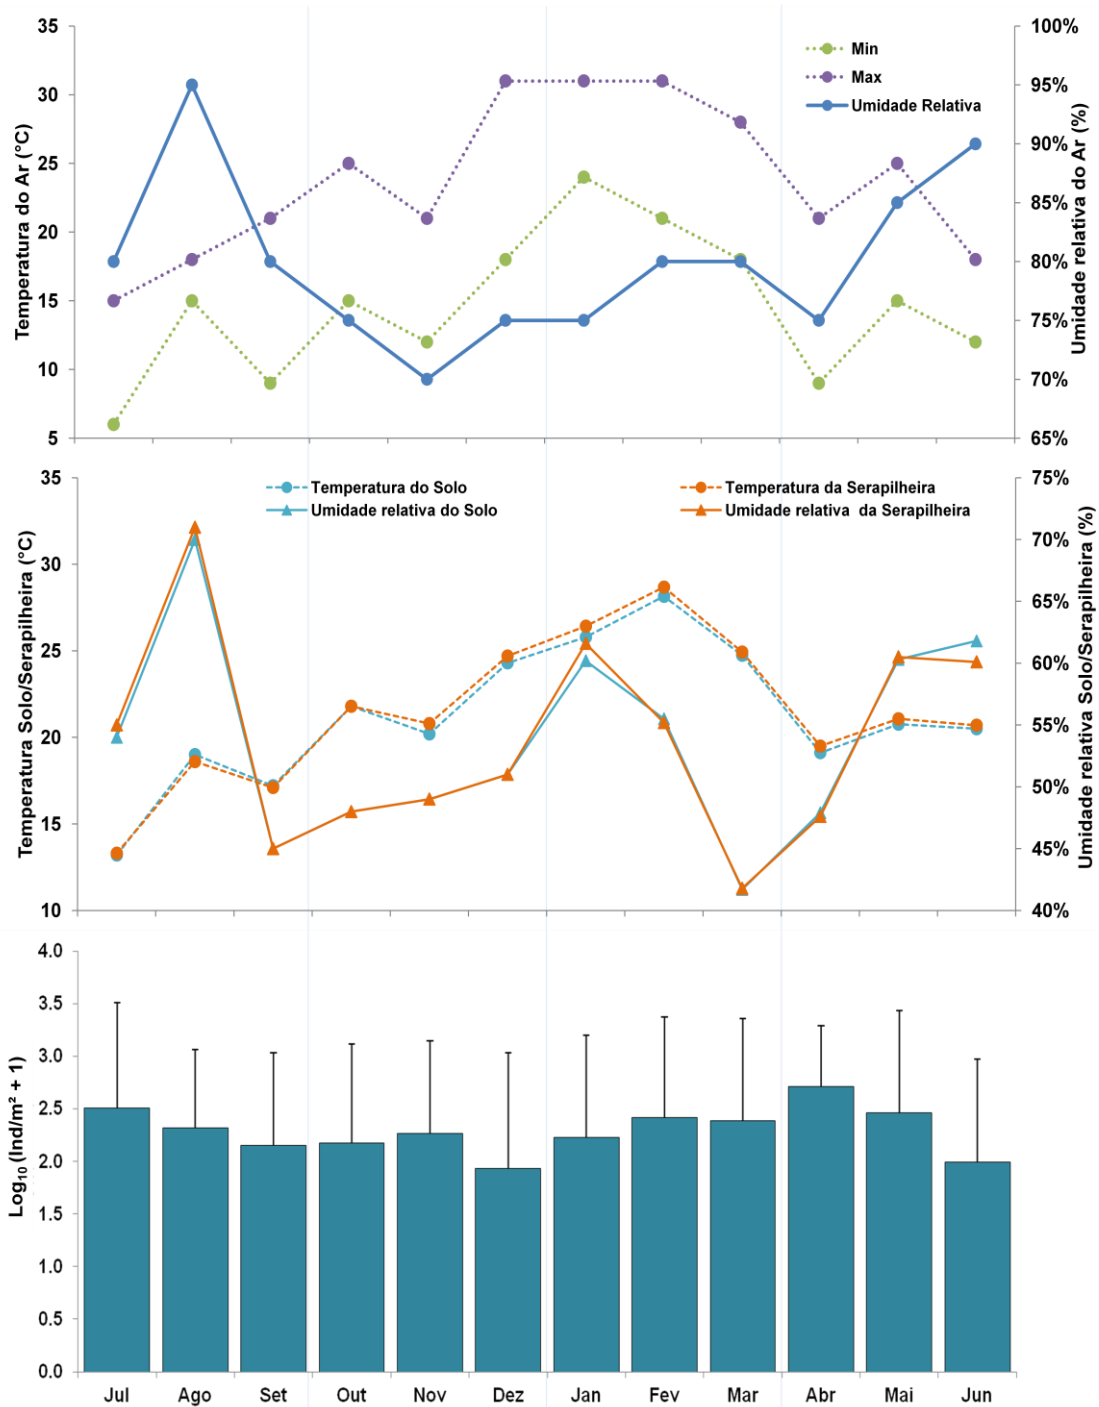 Temperatura do Ar (°C)
35
30
25
20
15
10
5
Min
Max
Umidade Relativa
100%
95%
90%
85%
80%
75%
70%
65%
Umidade relativa do Ar (%)
Temperatura Solo/Serapilheira (°C)
35
30
25
20
15
10
Temperatura do Solo
Umidade relativa do Solo
Temperatura da Serapilheira
Umidade relativa da Serapilheira
75%
70%
65%
60%
55%
50%
45%
40%
Umidade relativa Solo/Serapilheira (%)
Log₁₀ (Ind/m² + 1)
4.0
3.5
3.0
2.5
2.0
1.5
1.0
0.5
0.0
Jul Ago Set Out Nov Dez Jan Fev Mar Abr Mai Jun